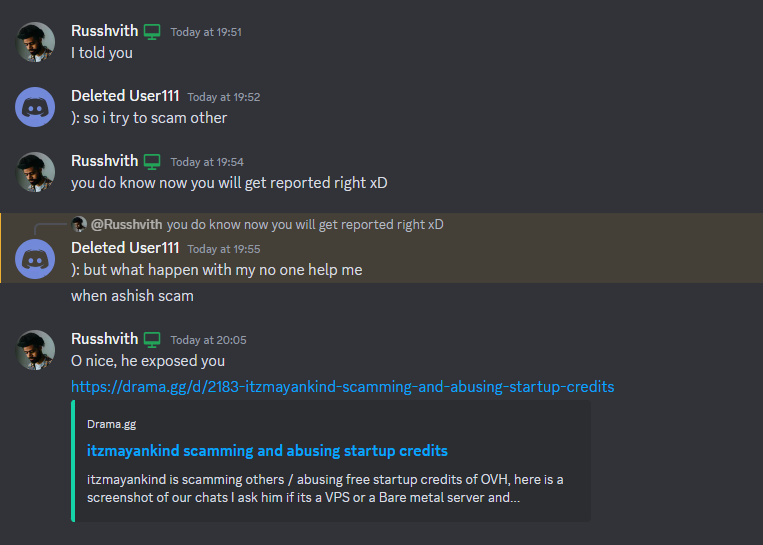 Russhvith Today at 19:51
I told you
Deleted User111 Today at 19:52
): so i try to scam other
Russhvith Today at 19:54
you do know now you will get reported right xD
@Russhvith you do know now you will get reported right xD
Deleted User111 Today at 19:55
): but what happen with my no one help me
when ashish scam
Russhvith Today at 20:05
O nice, he exposed you
https://drama.gg/d/2183-itzmayankind-scamming-and-abusing-startup-credits
Drama.gg
itzmayankind scamming and abusing startup credits
itzmayankind is scamming others / abusing free startup credits of OVH, here is a
screenshot of our chats I ask him if its a VPS or a Bare metal server and...